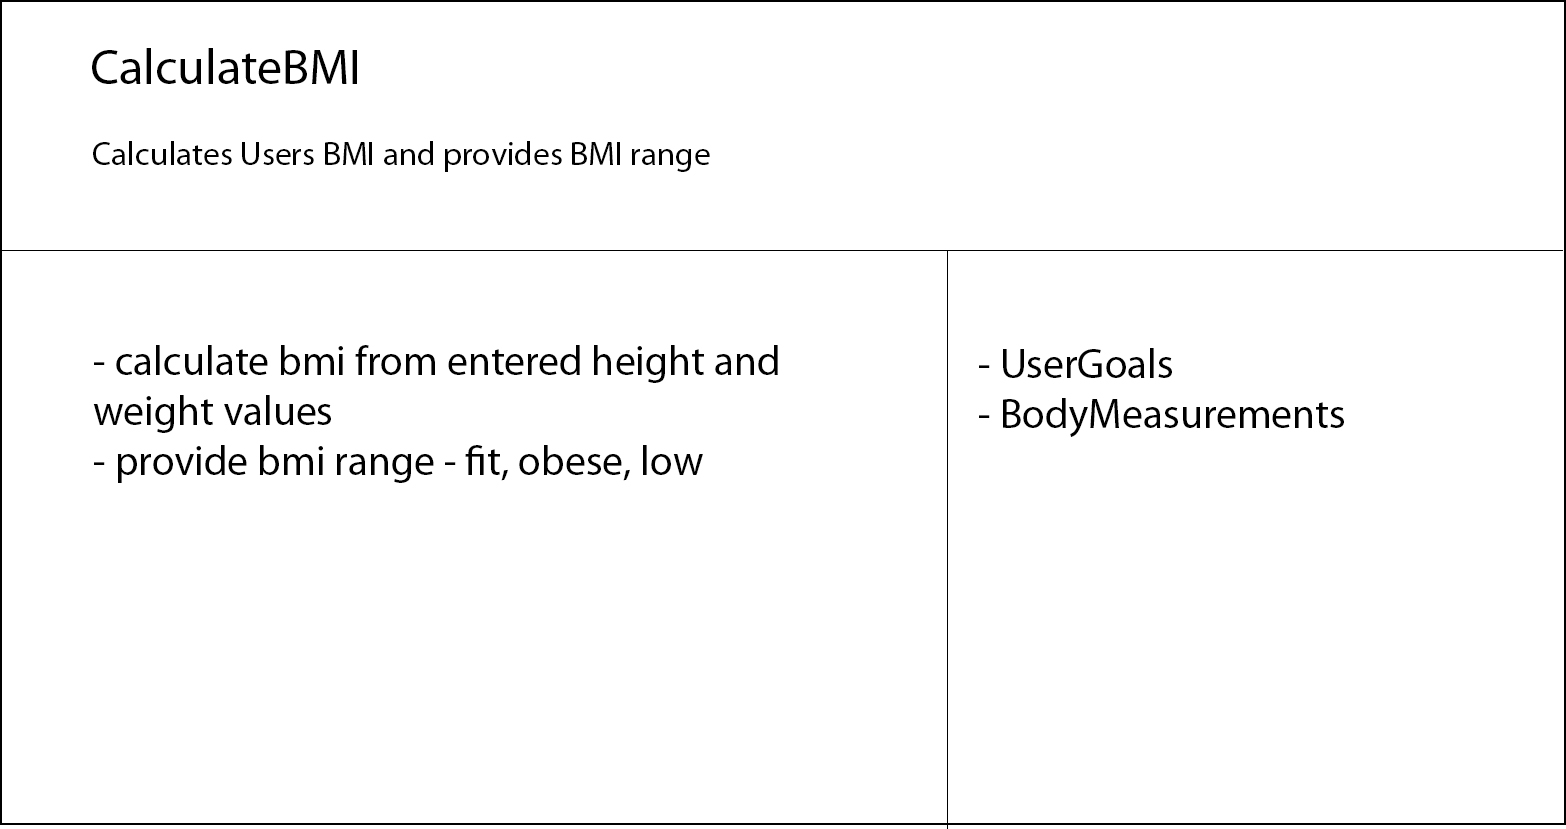 CalculateBMI
Calculates Users BMI and provides BMI range
- calculate bmi from entered height and
weight values
- provide bmi range - fit, obese, low
- UserGoals
- BodyMeasurements